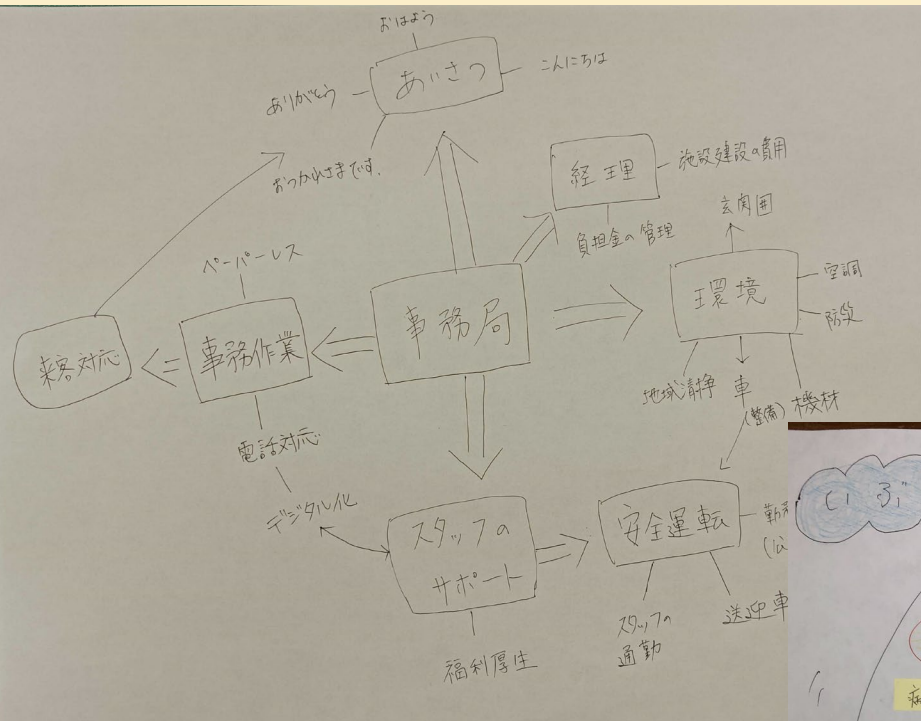 おはよう
あいさつ
こんにちは
ありがとう
おつかれさまです。
経理
施設建設の費用
負担金の管理
玄関囲
環境
空調
防災
地域清掃
車
(整備)
機材
ペーパーレス
事務局
事務作業
来客対応
電話対応
デジタル化
スタッフの
サポート
福利厚生
安全運転
スタッフの
通勤
送迎車